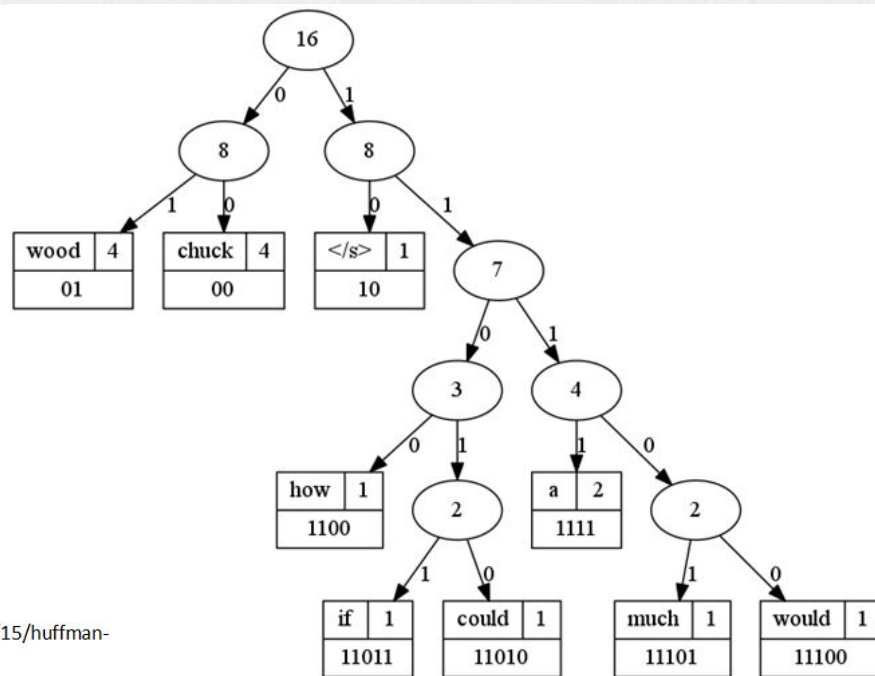 16
0 1
8 8
1 0 0 1
wood 4 chuck 4 </s> 1 7
01 00 10
0 1
3 4
0 1 1 0
how 1 2 a 2 2
1100 1111
1 0 1 0
if 1 could 1 much 1 would 1
15/huffman-
11011 11010 11101 11100